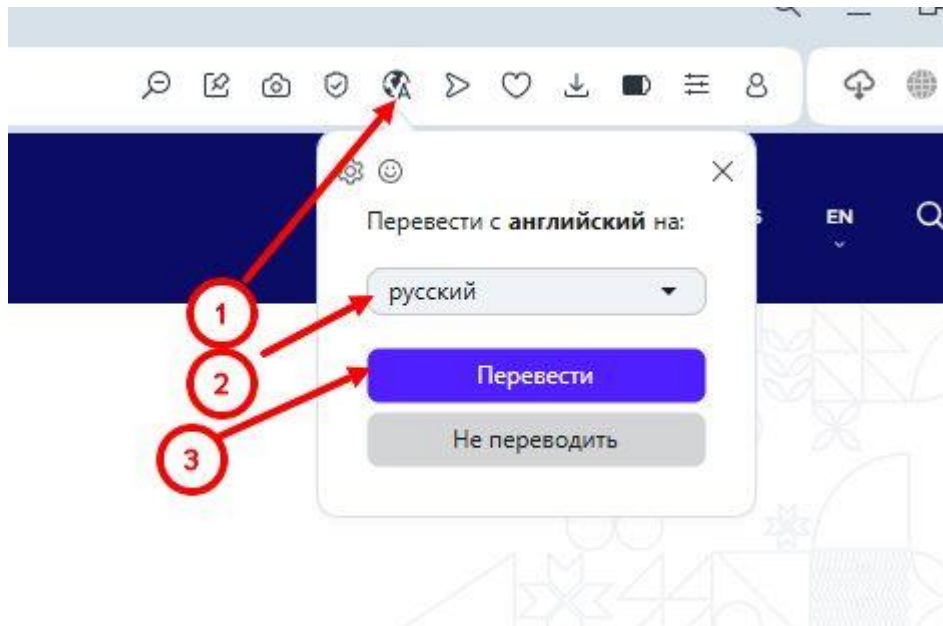 Перевести с английский на:
S
EN
русский
1
Перевести
2
Не переводить
3